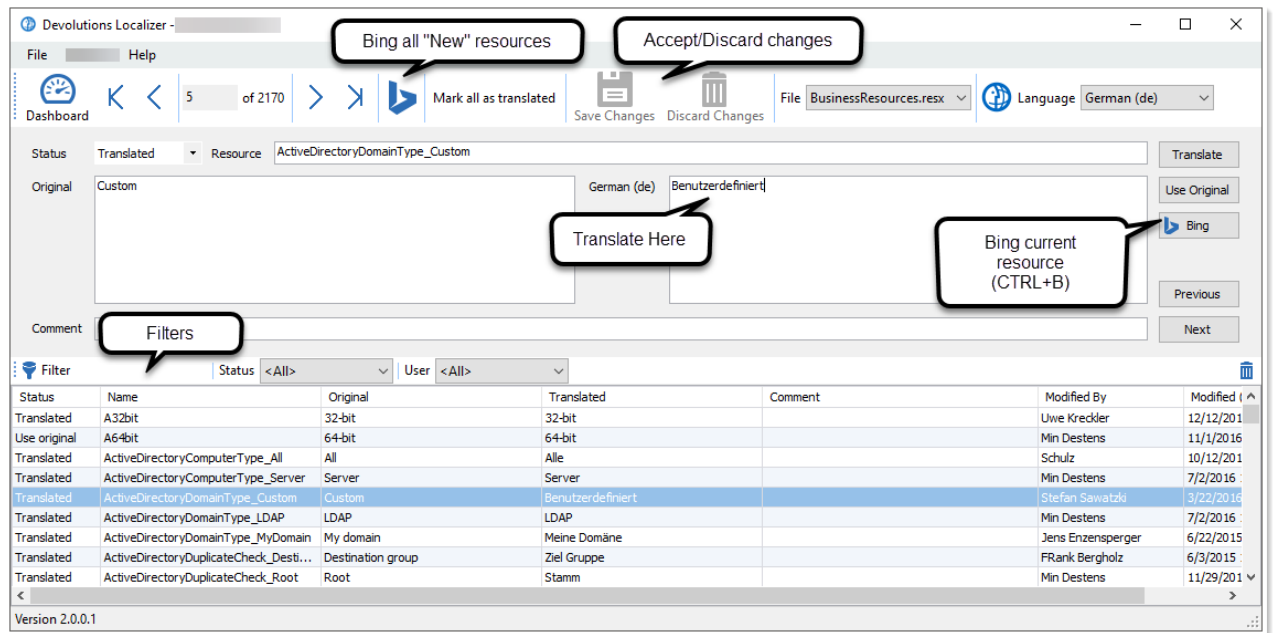 Devolutions Localizer -
File Help
Bing all "New" resources
Accept/Discard changes
Dashboard
5 of 2170
Mark all as translated
Save Changes Discard Changes
File BusinessResources.resx
Language German (de)
Status Translated Resource ActiveDirectoryDomainType_Custom Translate
Original Custom German (de) Benutzerdefiniert Use Original
Bing
Translate Here
Bing current
resource
(CTRL+B)
Previous
Comment Next
Filters
Filter Status <All> User <All>
Status Name Original Translated Comment Modified By Modified (
Translated A32bit 32-bit 32-bit Uwe Kreckler 12/12/201
Use original A64bit 64-bit 64-bit Min Destens 11/1/2016
Translated ActiveDirectoryComputerType_All All Alle Schulz 10/12/201
Translated ActiveDirectoryComputerType_Server Server Server Min Destens 7/2/2016
Translated ActiveDirectoryDomainType_Custom Custom Benutzerdefiniert Stefan Sawatzki 3/22/2016
Translated ActiveDirectoryDomainType_LDAP LDAP LDAP Min Destens 7/2/2016
Translated ActiveDirectoryDomainType_MyDomain My domain Meine Domäne Jens Enzensperger 6/22/2015
Translated ActiveDirectoryDuplicateCheck_Desti... Destination group Ziel Gruppe FRank Bergholz 6/3/2015
Translated ActiveDirectoryDuplicateCheck_Root Root Stamm Min Destens 11/29/201
Version 2.0.0.1